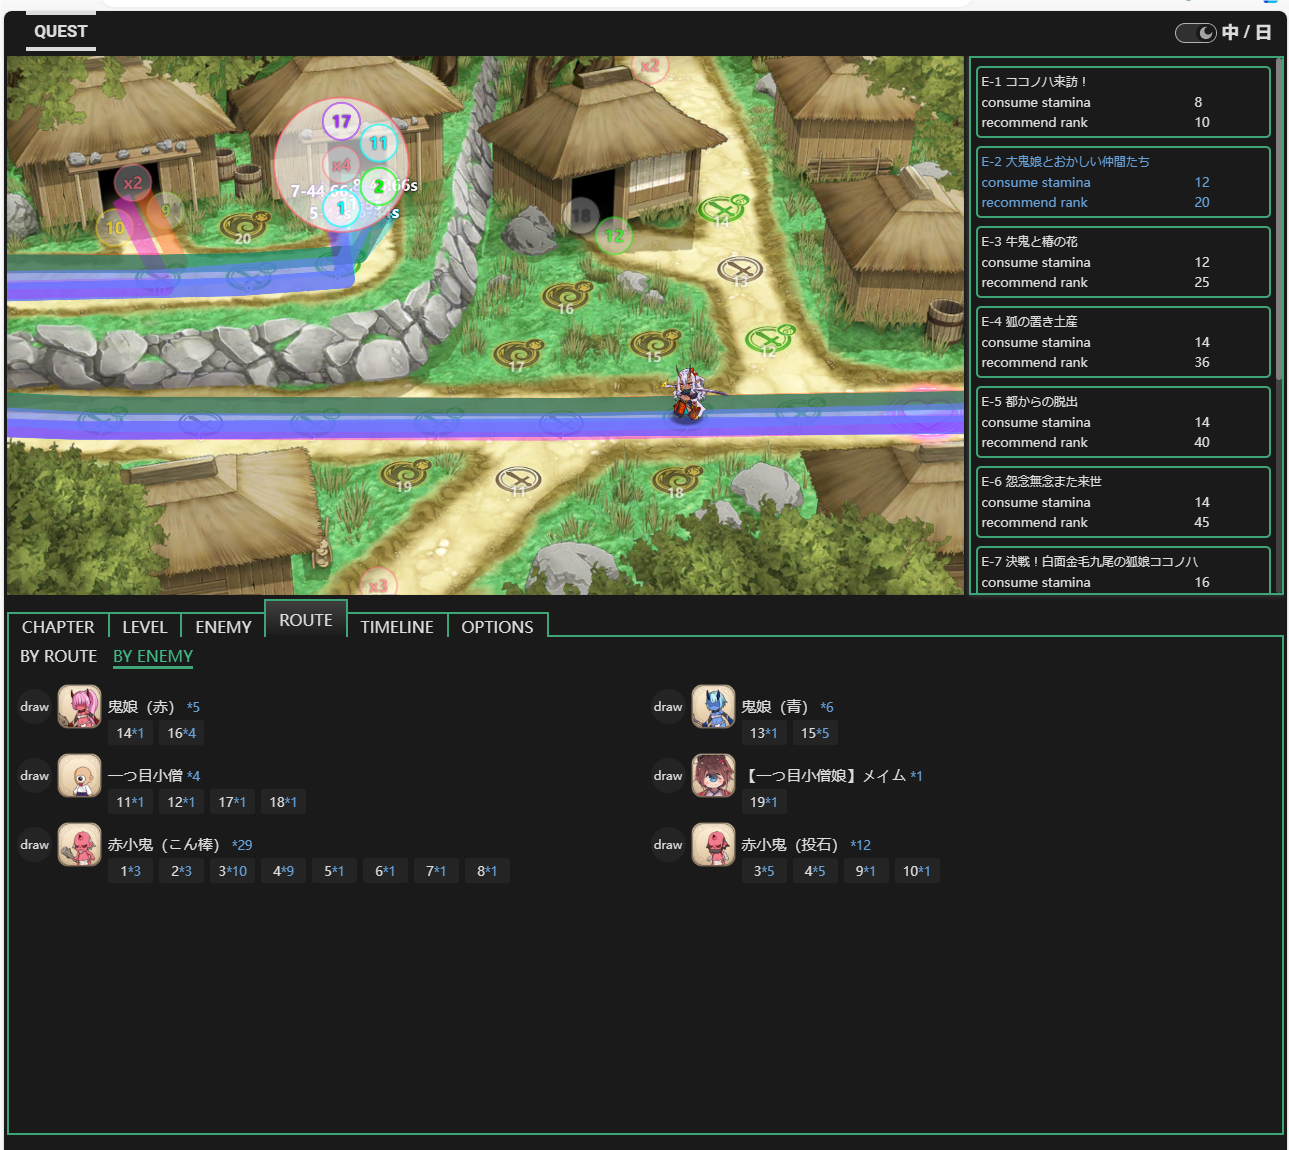 QUEST
中 / 日
x2
17
11
x4
x2
7-44.66s
2
1
10
9
20
18
12
14
13
16
12
15
17
19
11
18
x3
E-1 ココノハ来訪！
consume stamina 8
recommend rank 10
E-2 大鬼娘とおかしい仲間たち
consume stamina 12
recommend rank 20
E-3 牛鬼と椿の花
consume stamina 12
recommend rank 25
E-4 狐の置き土産
consume stamina 14
recommend rank 36
E-5 都からの脱出
consume stamina 14
recommend rank 40
E-6 怨念無念また来世
consume stamina 14
recommend rank 45
E-7 決戦！白面金毛九尾の狐娘ココノハ
consume stamina 16
CHAPTER LEVEL ENEMY ROUTE TIMELINE OPTIONS
BY ROUTE BY ENEMY
draw 鬼娘（赤） *5
14*1 16*4
draw 鬼娘（青） *6
13*1 15*5
draw 一つ目小僧 *4
11*1 12*1 17*1 18*1
draw 【一つ目小僧娘】メイム *1
19*1
draw 赤小鬼（こん棒） *29
1*3 2*3 3*10 4*9 5*1 6*1 7*1 8*1
draw 赤小鬼（投石） *12
3*5 4*5 9*1 10*1